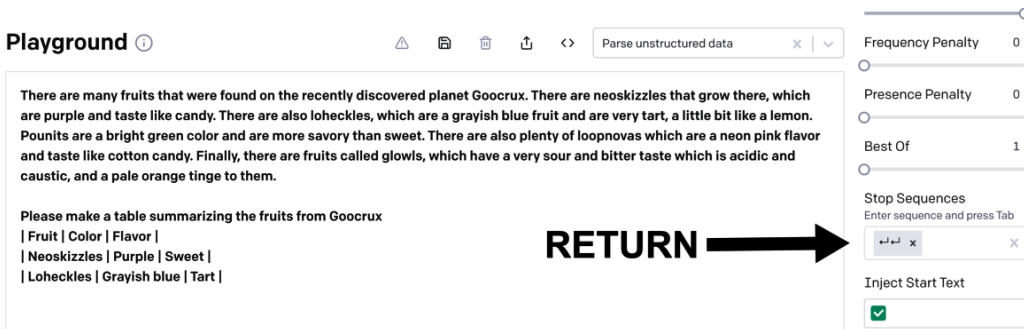 Playground
Parse unstructured data
There are many fruits that were found on the recently discovered planet Goocrux. There are neoskizzles that grow there, which
are purple and taste like candy. There are also loheckles, which are a grayish blue fruit and are very tart, a little bit like a lemon.
Pounits are a bright green color and are more savory than sweet. There are also plenty of loopnovas which are a neon pink flavor
and taste like cotton candy. Finally, there are fruits called glowls, which have a very sour and bitter taste which is acidic and
caustic, and a pale orange tinge to them.
Please make a table summarizing the fruits from Goocrux
| Fruit | Color | Flavor |
| Neoskizzles | Purple | Sweet |
| Loheckles | Grayish blue | Tart |
RETURN
Frequency Penalty 0
Presence Penalty 0
Best Of 1
Stop Sequences
Enter sequence and press Tab
↵↵ ×
Inject Start Text